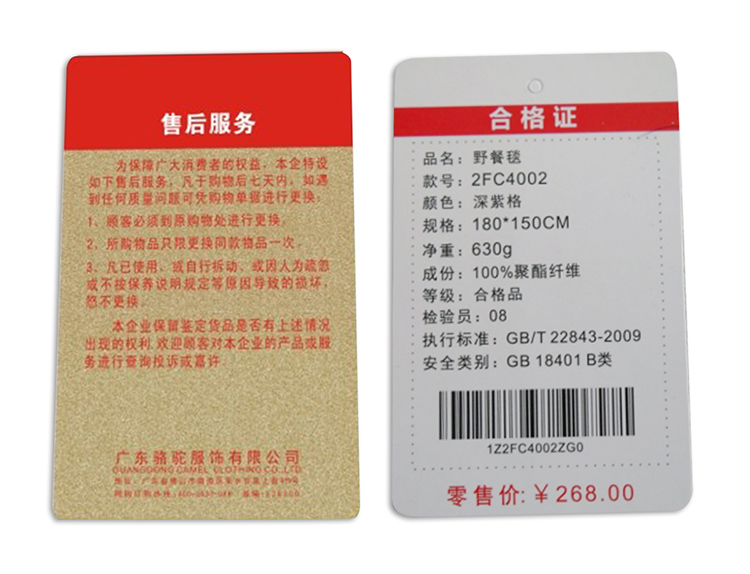 售后服务
为保障广大消费者的权益，本企特设
如下售后服务，凡于购物后七天内，如遇
到任何质量问题可凭购物单据进行更换：
1、顾客必须到原购物处进行更换。
2、所购物品只限更换同款物品一次。
3、凡已使用、或自行拆动、或因人为疏忽
或不按保养说明规定等原因导致的损坏，
恕不更换。
本企业保留鉴定货品是否有上述情况
出现的权利.欢迎顾客对本企业的产品或服
务进行查询投诉或嘉许.
广东骆驼服饰有限公司
GUANGDONG CAMEL CLOTHING CO.,LTD
合格证
品名：野餐毯
款号：2FC4002
颜色：深紫格
规格：180*150CM
净重：630g
成份：100%聚酯纤维
等级：合格品
检验员：08
执行标准：GB/T 22843-2009
安全类别：GB 18401 B类
1Z2FC4002ZG0
零售价:￥268.00